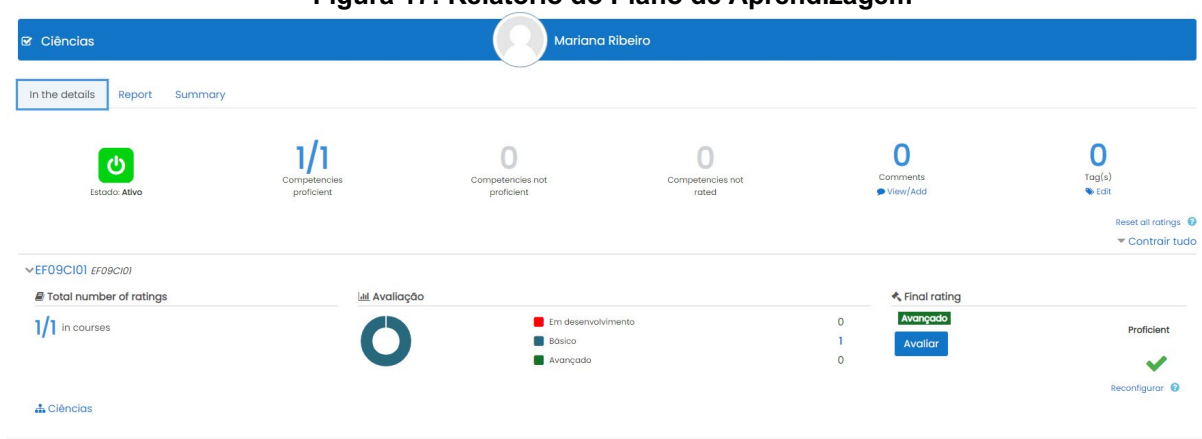 Figura 17: Relatório do Plano de Aprendizagem
Ciências
Mariana Ribeiro
In the details Report Summary
1/1 0 0 0 0
Estado: Ativo
Competencies proficient
Competencies not proficient
Competencies not rated
Comments
View/Add
Tag(s)
Edit
Reset all ratings
Contrair tudo
EF09CI01 EF09CI01
Total number of ratings
1/1 in courses
Avaliação
Em desenvolvimento 0
Básico 1
Avançado 0
Final rating
Avançado
Avaliar
Proficient
Reconfigurar
Ciências